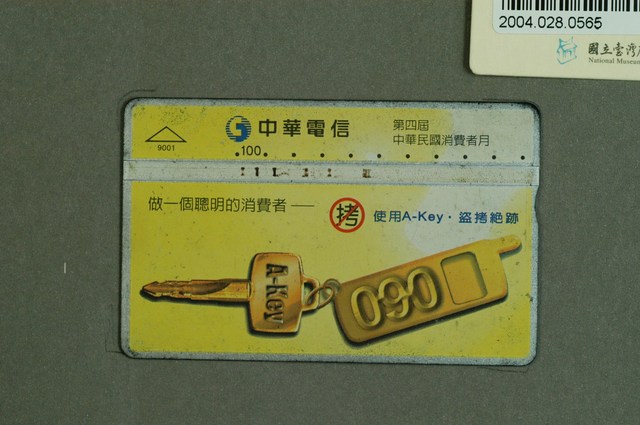 2004.028.0565
國立臺灣
National Museum
中華電信
第四屆
中華民國消費者月
9001
100
做一個聰明的消費者——
拷
使用A-Key，盜拷絕跡
A-Key
090